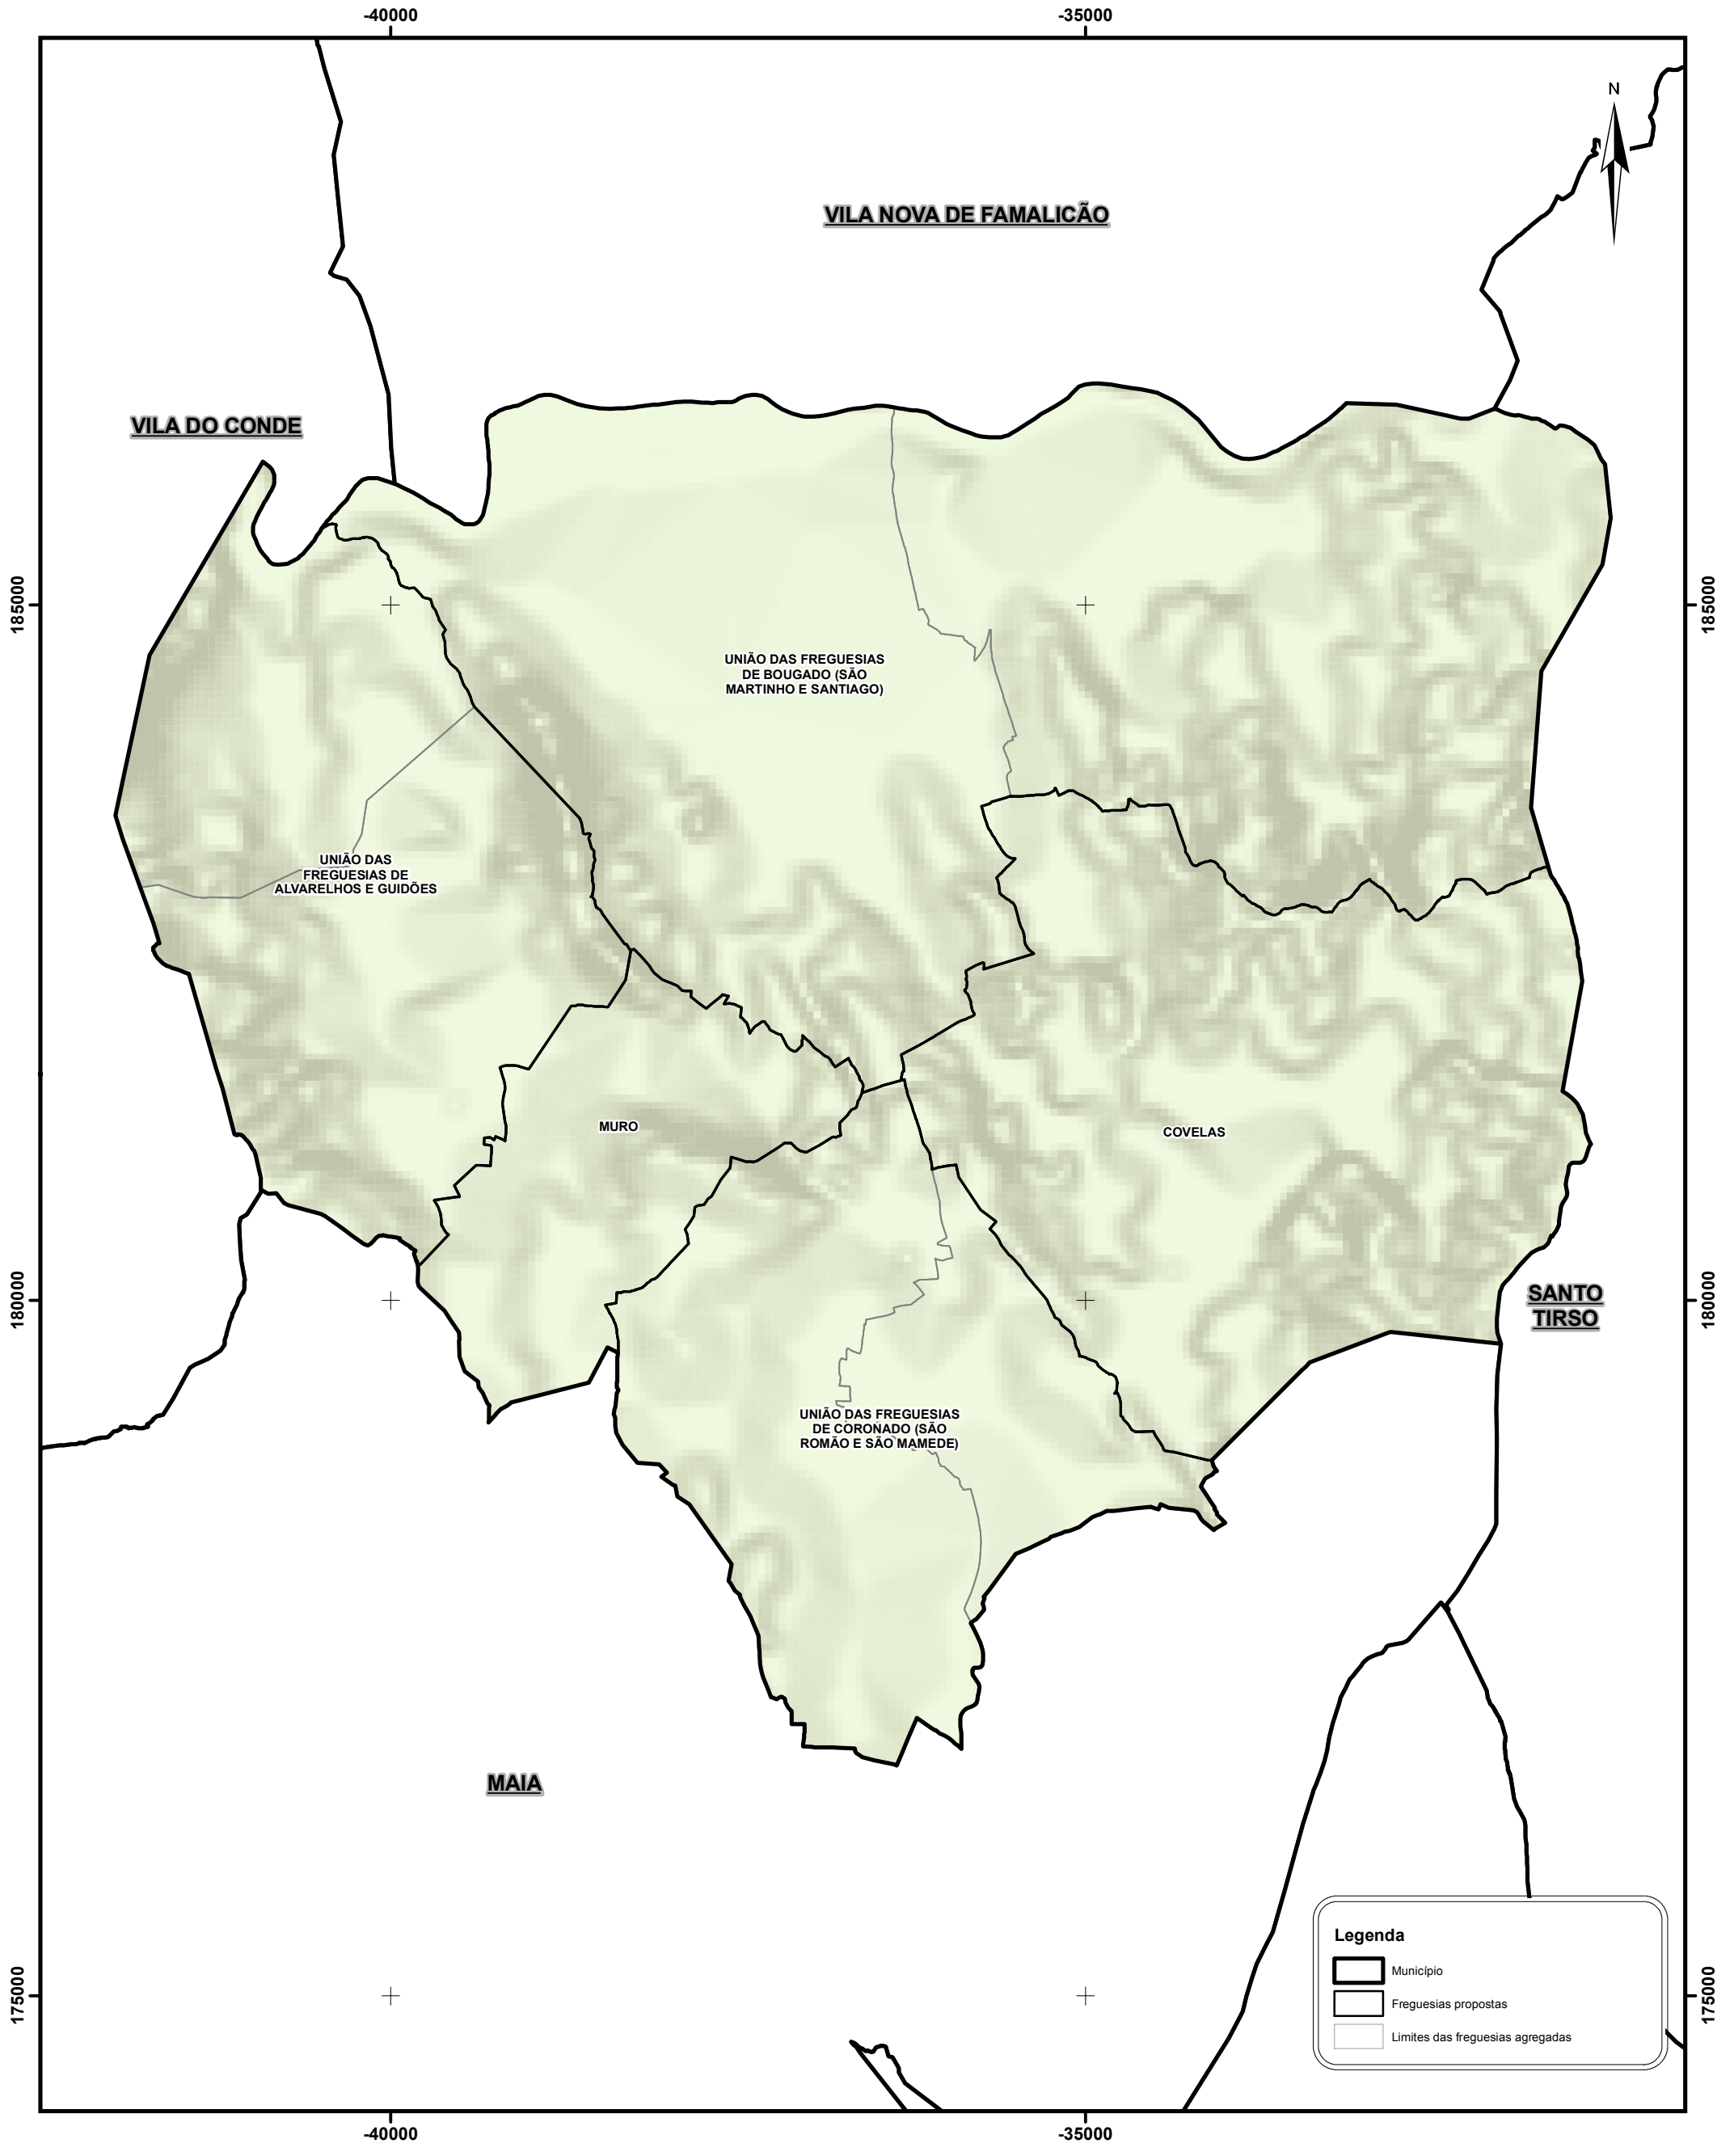 -40000
-35000
N
VILA NOVA DE FAMALICÃO
VILA DO CONDE
185000
185000
UNIÃO DAS FREGUESIAS
DE BOUGADO (SÃO
MARTINHO E SANTIAGO)
UNIÃO DAS
FREGUESIAS DE
ALVARELHOS E GUIDÕES
MURO
COVELAS
180000
180000
SANTO
TIRSO
UNIÃO DAS FREGUESIAS
DE CORONADO (SÃO
ROMÃO E SÃO MAMEDE)
MAIA
Legenda
Município
Freguesias propostas
Limites das freguesias agregadas
175000
175000
-40000
-35000